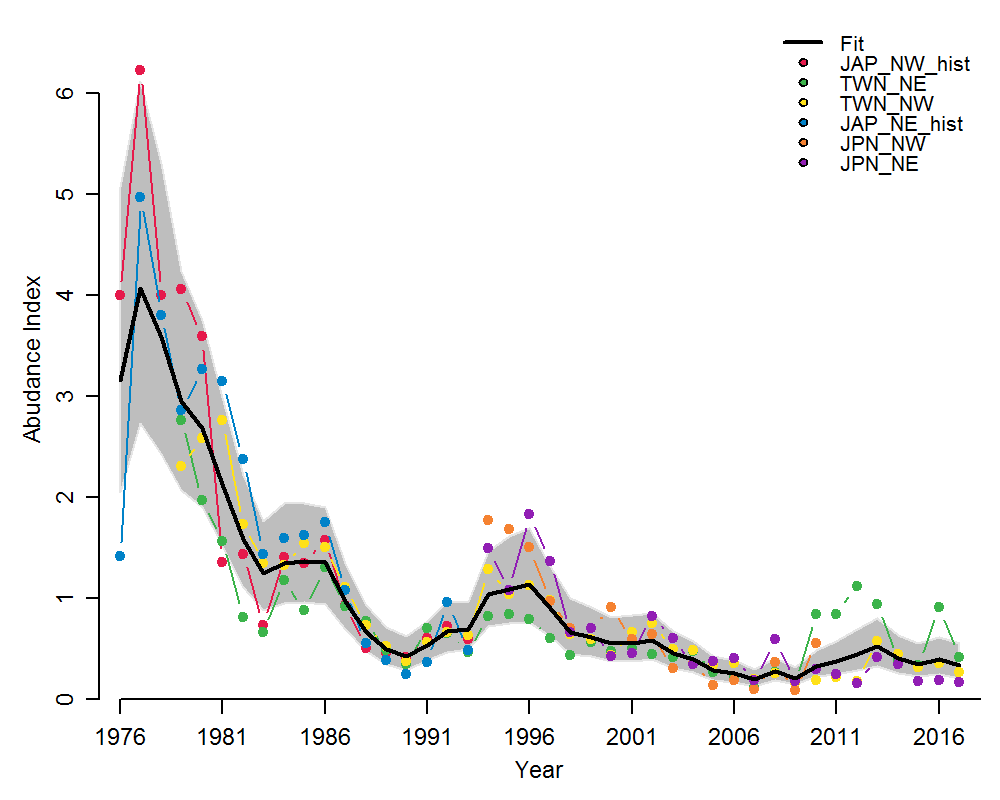 Fit
JAP_NW_hist
TWN_NE
TWN_NW
JAP_NE_hist
JPN_NW
JPN_NE
Abudance Index
6
5
4
3
2
1
0
1976 1981 1986 1991 1996 2001 2006 2011 2016
Year